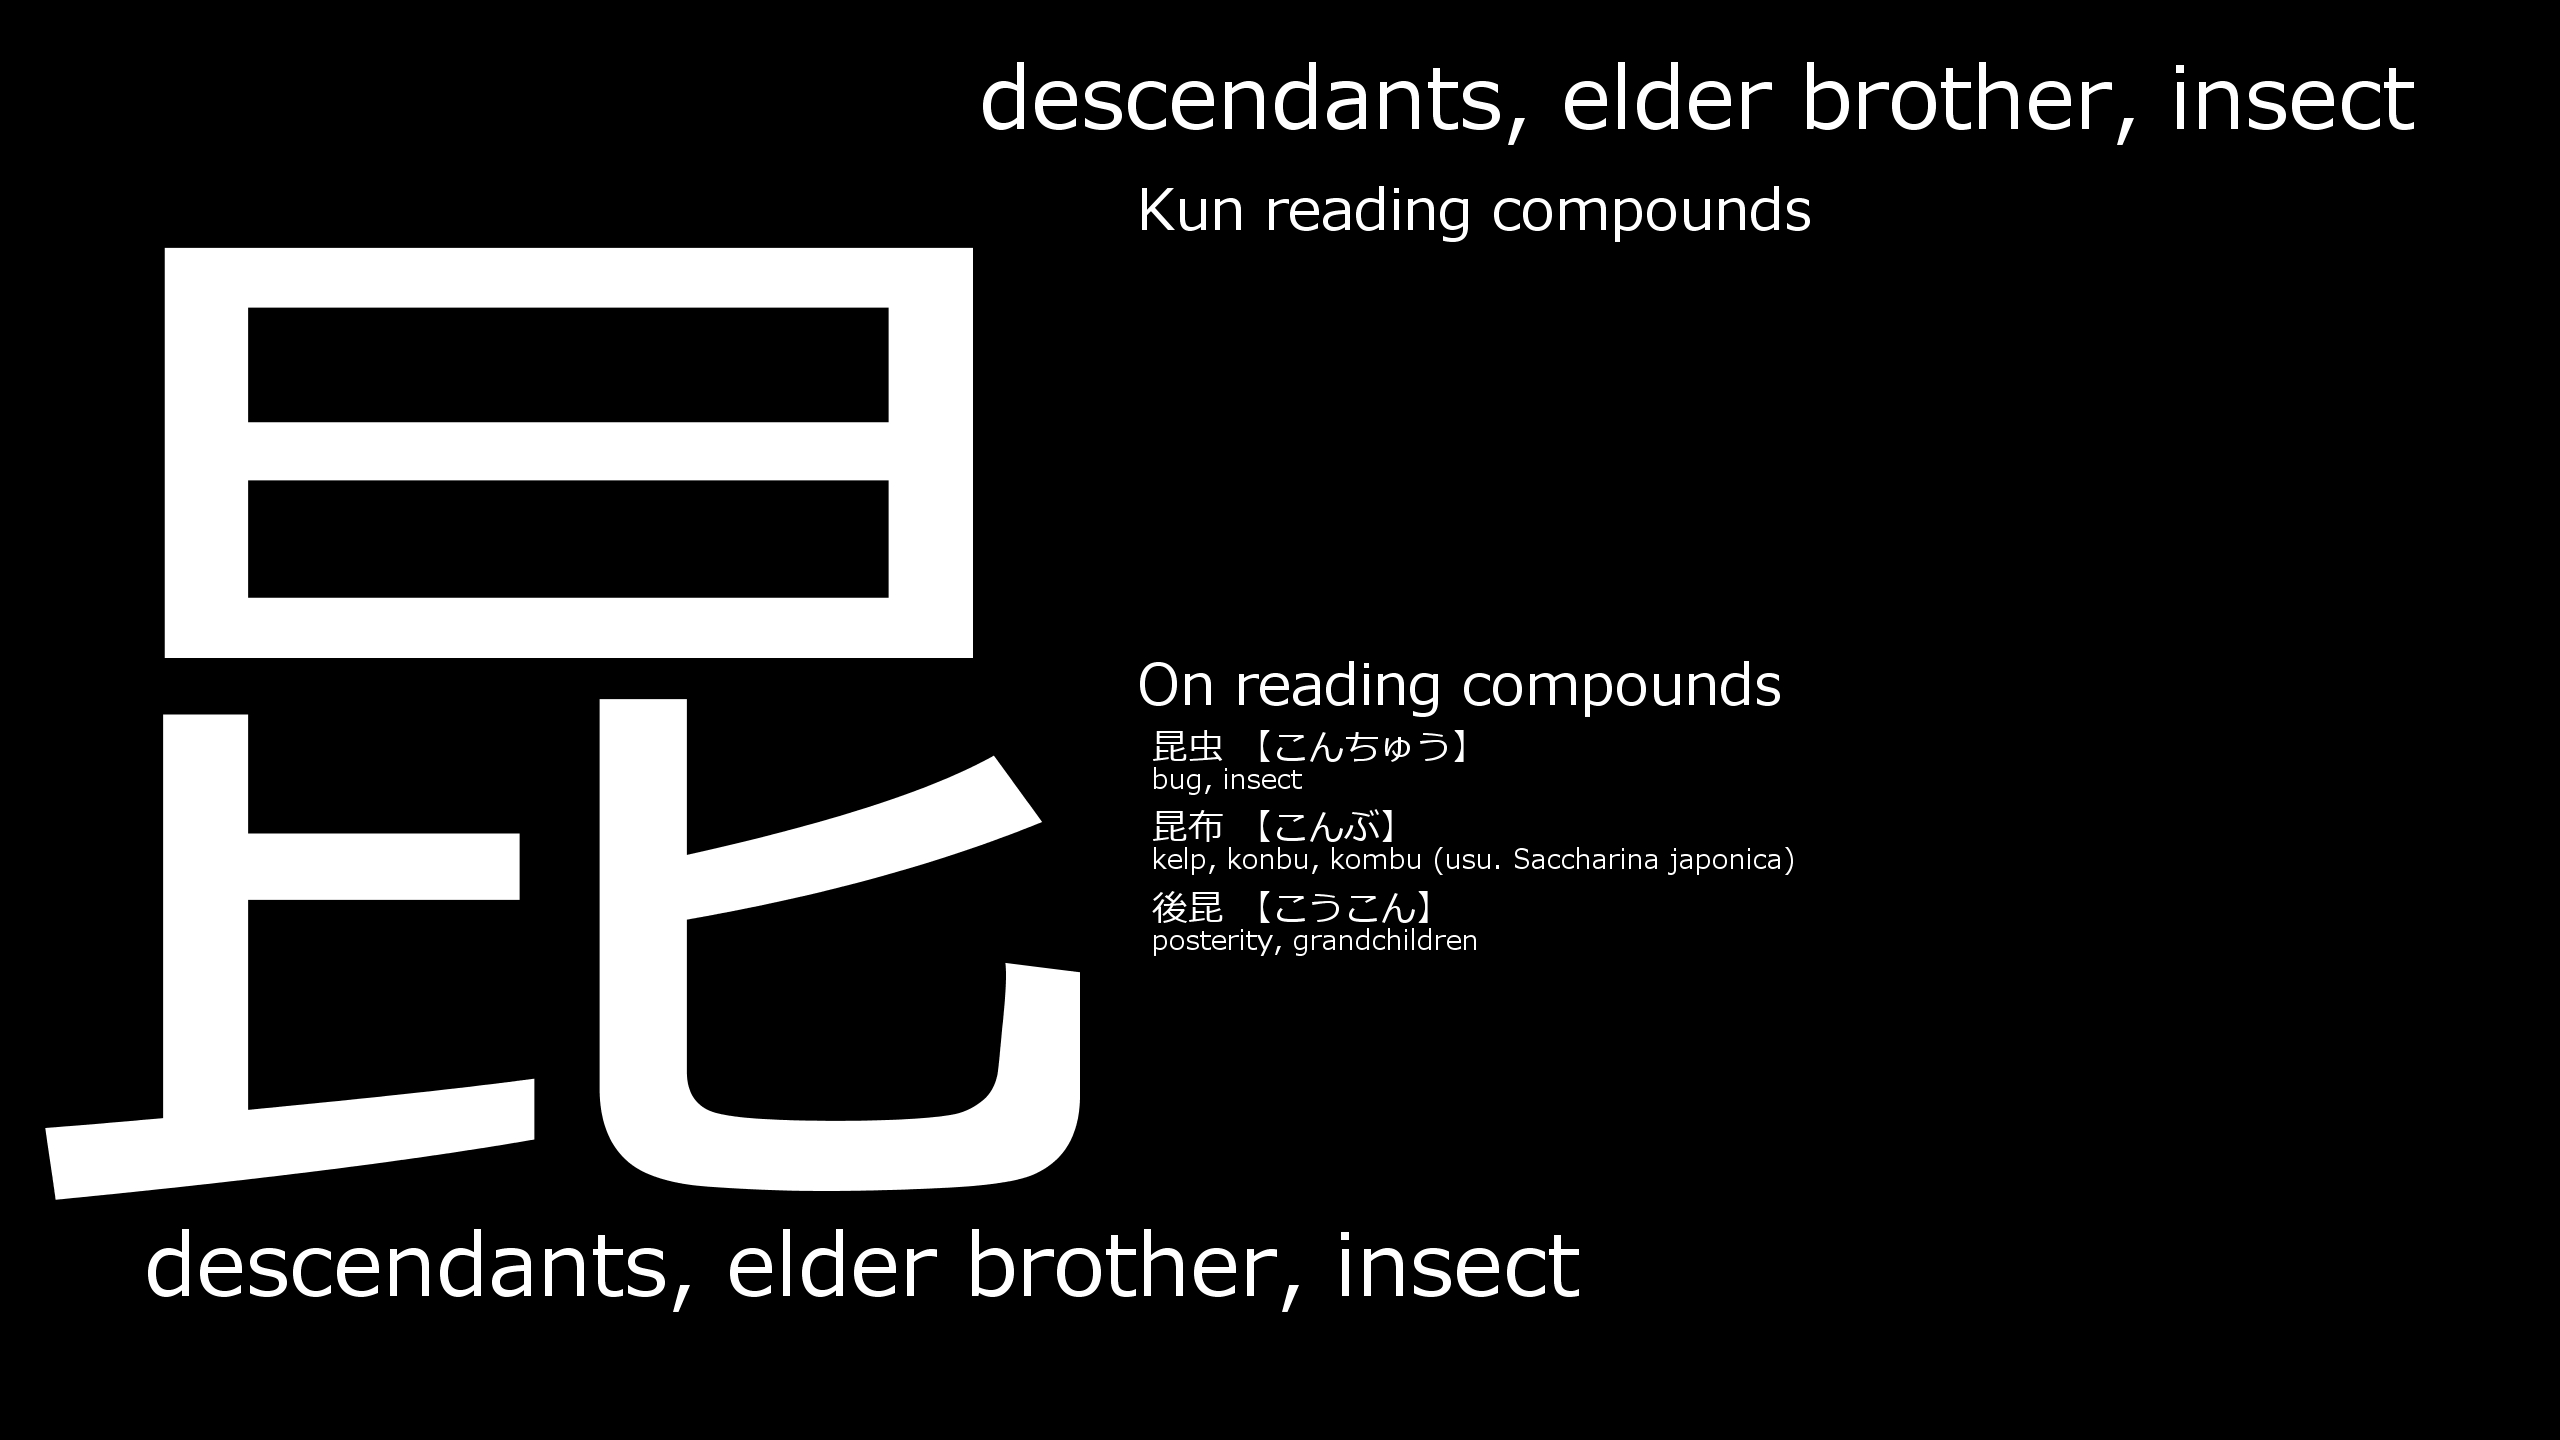 descendants, elder brother, insect
Kun reading compounds
昆
On reading compounds
昆虫 【こんちゅう】
bug, insect
昆布 【こんぶ】
kelp, konbu, kombu (usu. Saccharina japonica)
後昆 【こうこん】
posterity, grandchildren
descendants, elder brother, insect